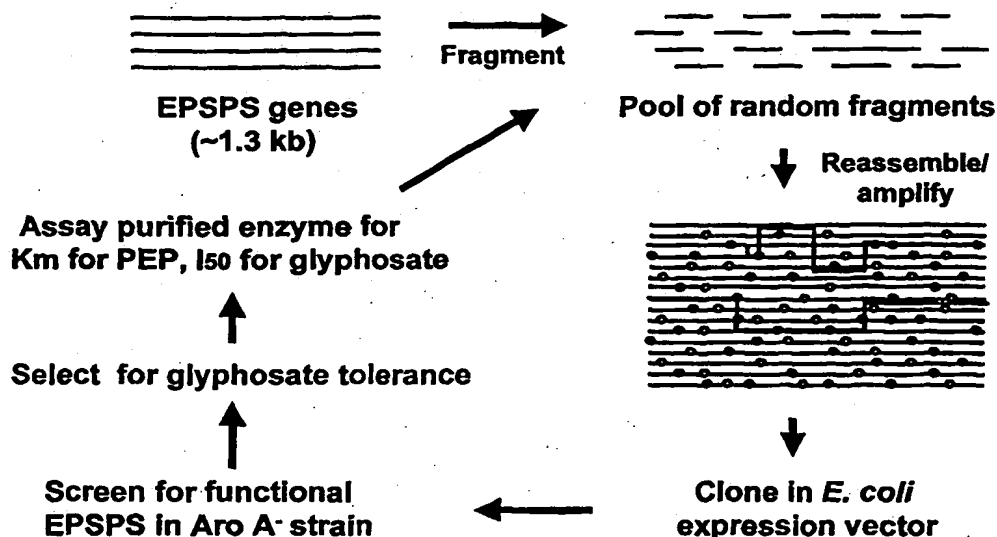 Fragment
EPSPS genes
(~1.3 kb)
Pool of random fragments
Reassemble/
amplify
Clone in E. coli
expression vector
Screen for functional
EPSPS in Aro A- strain
Select for glyphosate tolerance
Assay purified enzyme for
Km for PEP, I50 for glyphosate